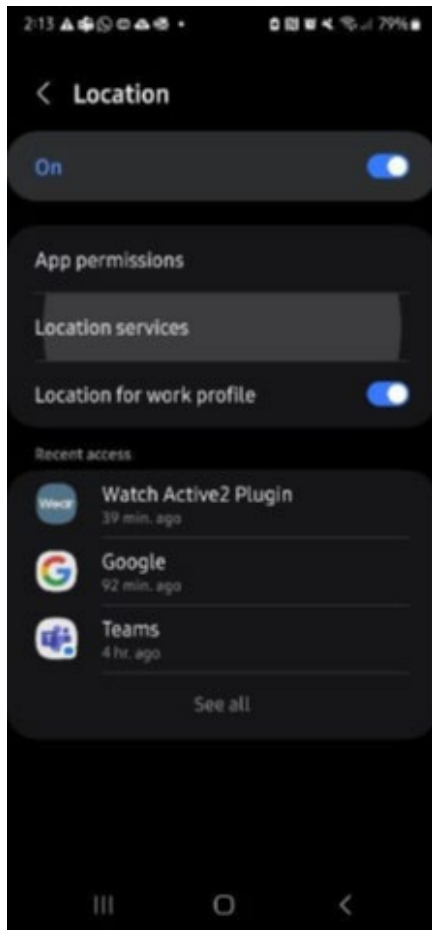 2:13
79%
Location
On
App permissions
Location services
Location for work profile
Recent access
Wear
Watch Active2 Plugin
39 min. ago
Google
92 min. ago
Teams
4 hr. ago
See all